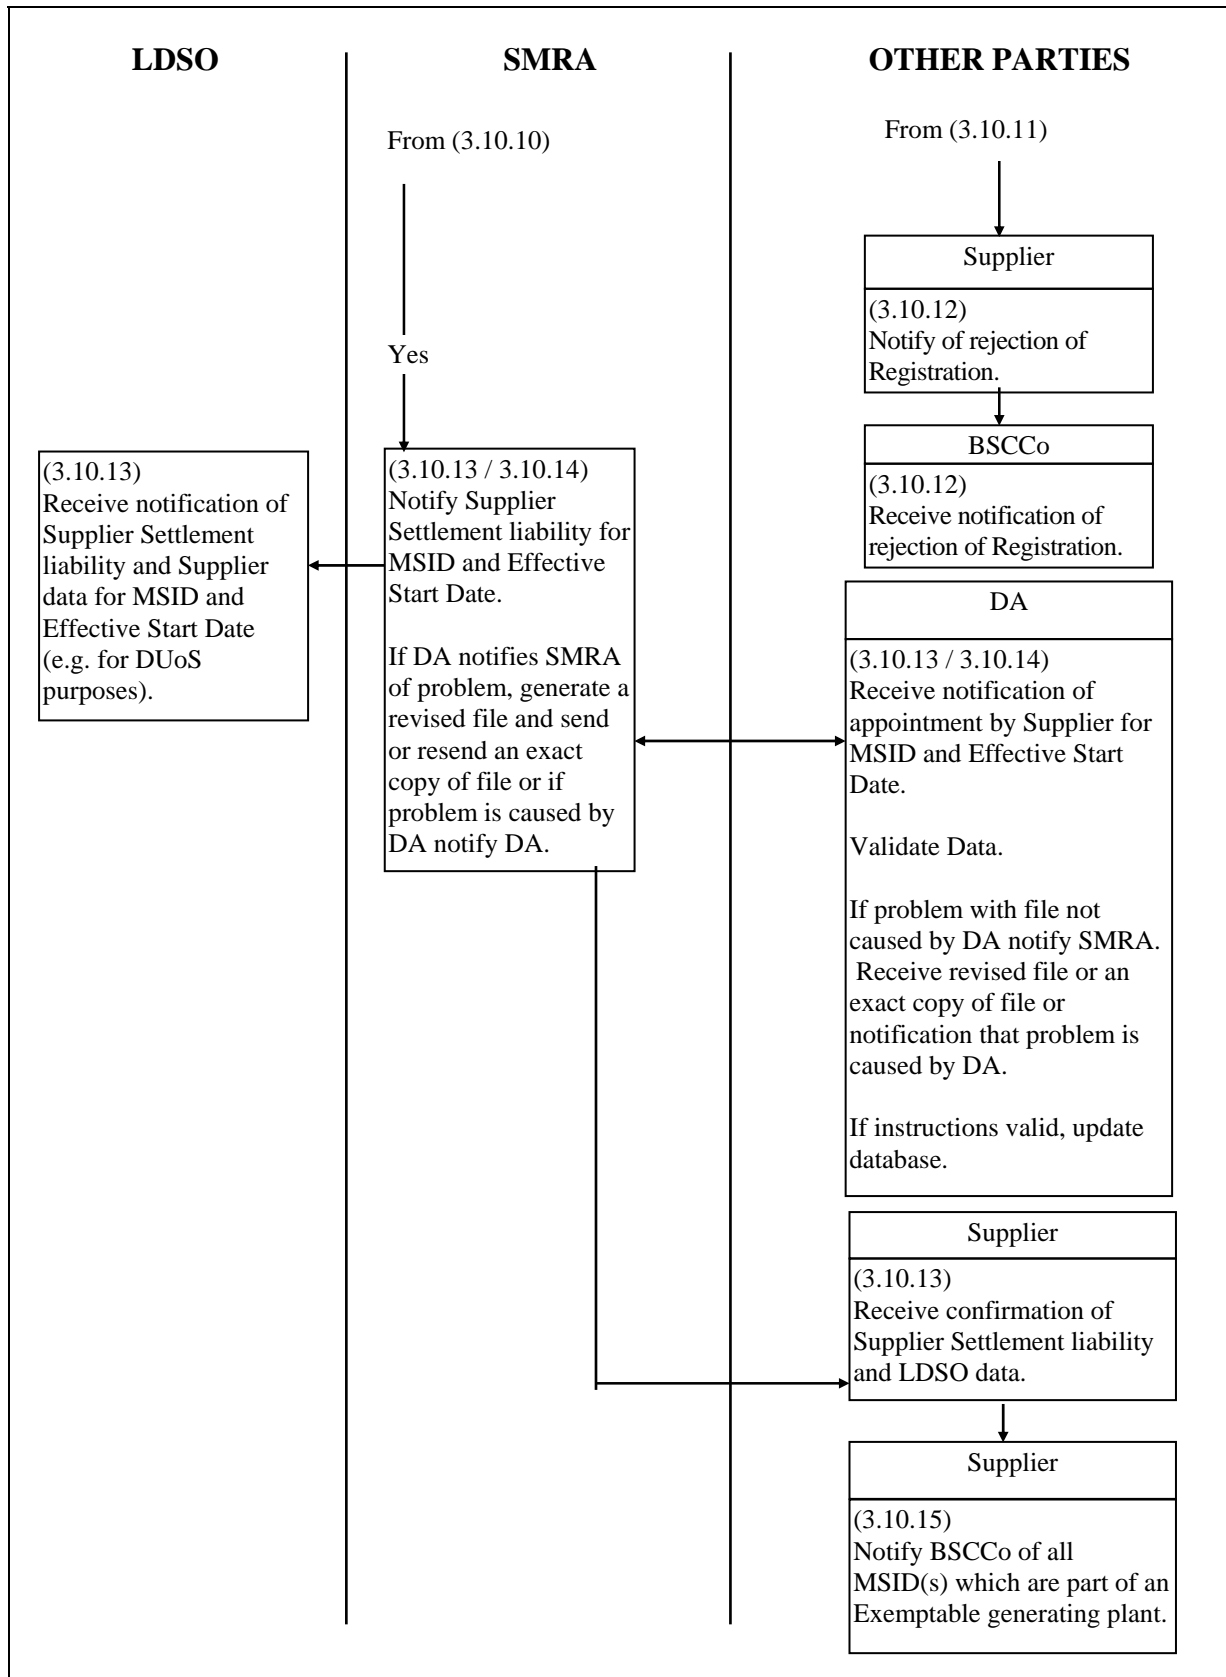 LDSO
SMRA
OTHER PARTIES
From (3.10.10)
From (3.10.11)
Supplier
(3.10.12)
Notify of rejection of
Registration.
Yes
BSCCo
(3.10.12)
Receive notification of
rejection of Registration.
(3.10.13)
Receive notification of
Supplier Settlement
liability and Supplier
data for MSID and
Effective Start Date
(e.g. for DUoS
purposes).
(3.10.13 / 3.10.14)
Notify Supplier
Settlement liability for
MSID and Effective
Start Date.
If DA notifies SMRA
of problem, generate a
revised file and send
or resend an exact
copy of file or if
problem is caused by
DA notify DA.
DA
(3.10.13 / 3.10.14)
Receive notification of
appointment by Supplier for
MSID and Effective Start
Date.
Validate Data.
If problem with file not
caused by DA notify SMRA.
Receive revised file or an
exact copy of file or
notification that problem is
caused by DA.
If instructions valid, update
database.
Supplier
(3.10.13)
Receive confirmation of
Supplier Settlement liability
and LDSO data.
Supplier
(3.10.15)
Notify BSCCo of all
MSID(s) which are part of an
Exemptable generating plant.